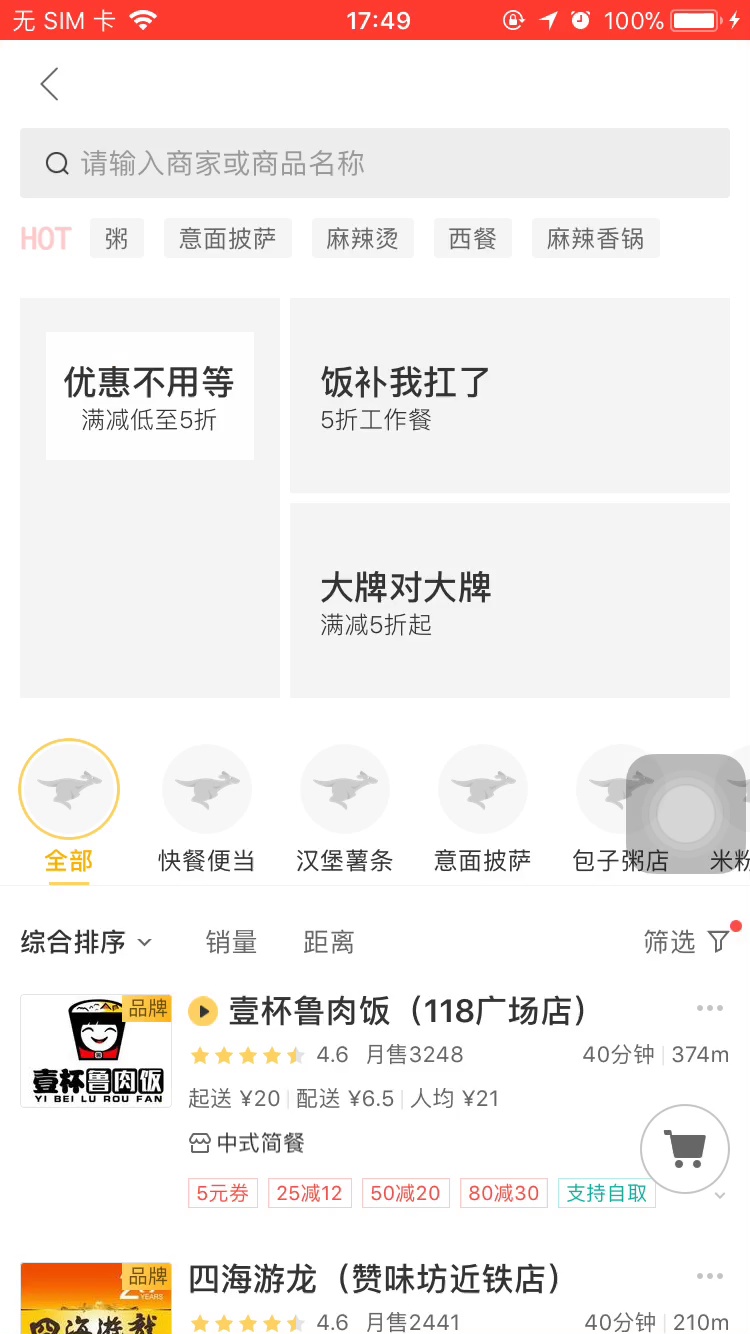 无 SIM 卡 17:49 100%
请输入商家或商品名称
HOT 粥 意面披萨 麻辣烫 西餐 麻辣香锅
优惠不用等
满减低至5折
饭补我扛了
5折工作餐
大牌对大牌
满减5折起
全部 快餐便当 汉堡薯条 意面披萨 包子粥店 米粉
综合排序 销量 距离 筛选
品牌
壹杯鲁肉饭
YI BEI LU ROU FAN
壹杯鲁肉饭（118广场店）
4.6 月售3248 40分钟 374m
起送 ¥20 配送 ¥6.5 人均 ¥21
中式简餐
5元券 25减12 50减20 80减30 支持自取
品牌
YEARS
四海游龍
四海游龙（赞味坊近铁店）
4.6 月售2441 40分钟 210m